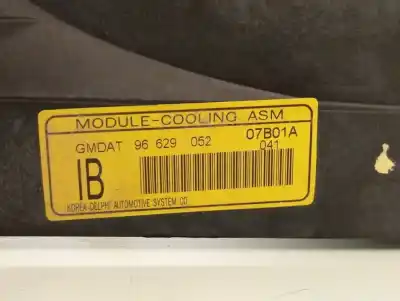 MODULE-COOLING ASM
GMDAT 96 629 052 07B01A
041
IB
KOREA DELPHI AUTOMOTIVE SYSTEM CO